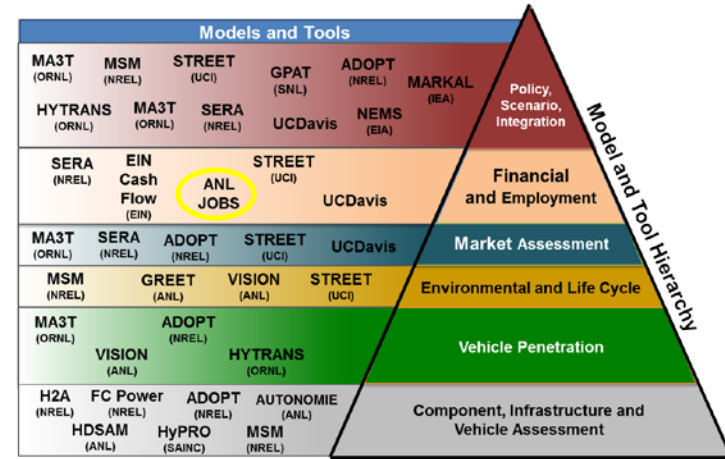 Models and Tools
MA3T
(ORNL)
MSM
(NREL)
STREET
(UCI)
GPAT
(SNL)
ADOPT
(NREL)
MARKAL
(IEA)
HYTRANS
(ORNL)
MA3T
(ORNL)
SERA
(NREL)
UCDavis
NEMS
(EIA)
Policy,
Scenario,
Integration
SERA
(NREL)
EIN
Cash
Flow
(EIN)
ANL
JOBS
STREET
(UCI)
UCDavis
Financial
and Employment
MA3T
(ORNL)
SERA
(NREL)
ADOPT
(NREL)
STREET
(UCI)
UCDavis
Market Assessment
MSM
(NREL)
GREET
(ANL)
VISION
(ANL)
STREET
(UCI)
Environmental and Life Cycle
MA3T
(ORNL)
ADOPT
(NREL)
VISION
(ANL)
HYTRANS
(ORNL)
Vehicle Penetration
H2A
(NREL)
FC Power
(NREL)
ADOPT
(NREL)
AUTONOMIE
(ANL)
HDSAM
(ANL)
HyPRO
(SAINC)
MSM
(NREL)
Component, Infrastructure and
Vehicle Assessment
Model and Tool Hierarchy